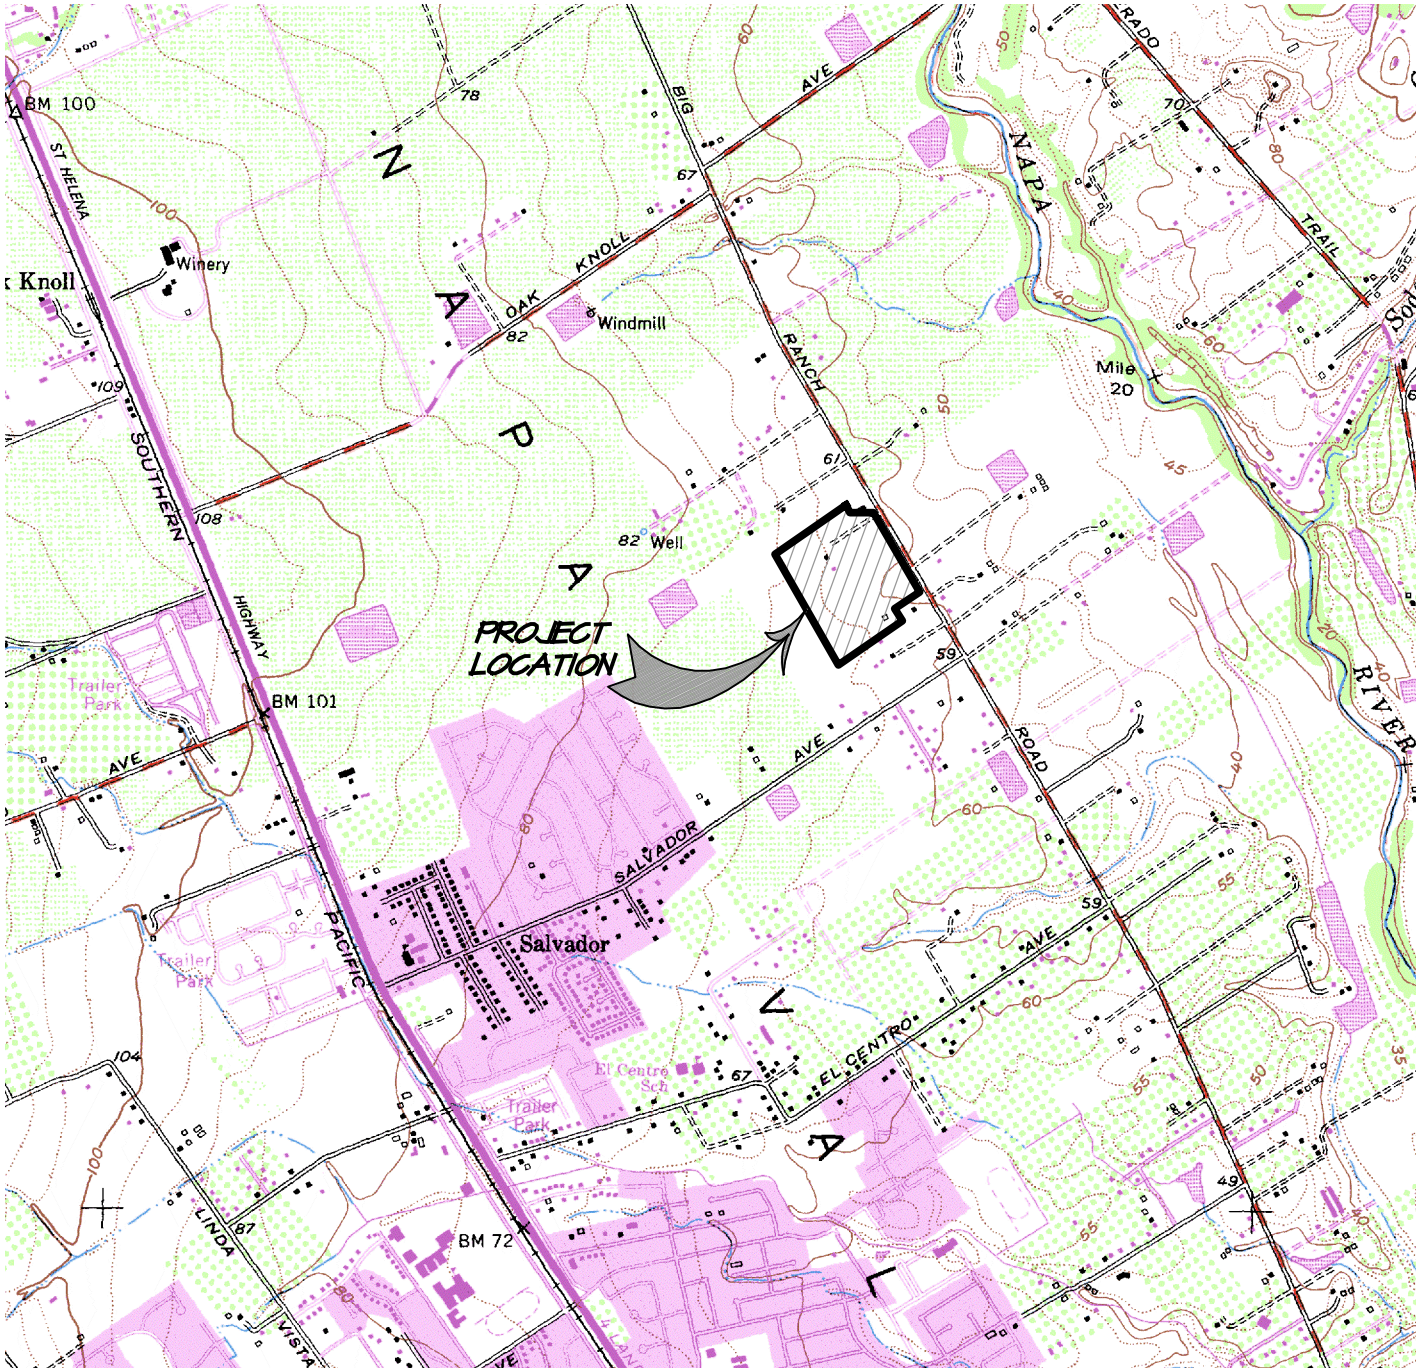 RADO
60
50
BM 100
78
BIG
AVE
70
80
ST HELENA
N
NAPA
67
100
TRAIL
KNOLL
Winery
Knoll
A
OAK
40
Windmill
82
RANCH
60
Mile
20
109
50
P
SOUTHERN
61
45
108
82 Well
A
HIGHWAY
PROJECT
LOCATION
20
59
40
Trailer
Park
BM 101
RIVER
ROAD
AVE
AVE
40
60
80
SALVADOR
55
59
PACIFIC
Salvador
AVE
Trailer
Park
60
V
EL CENTRO
104
35
El Centro
Sch
67
50
55
Trailer
Park
A
100
49
LINDA
87
BM 72
55
40
L
80
VISTA